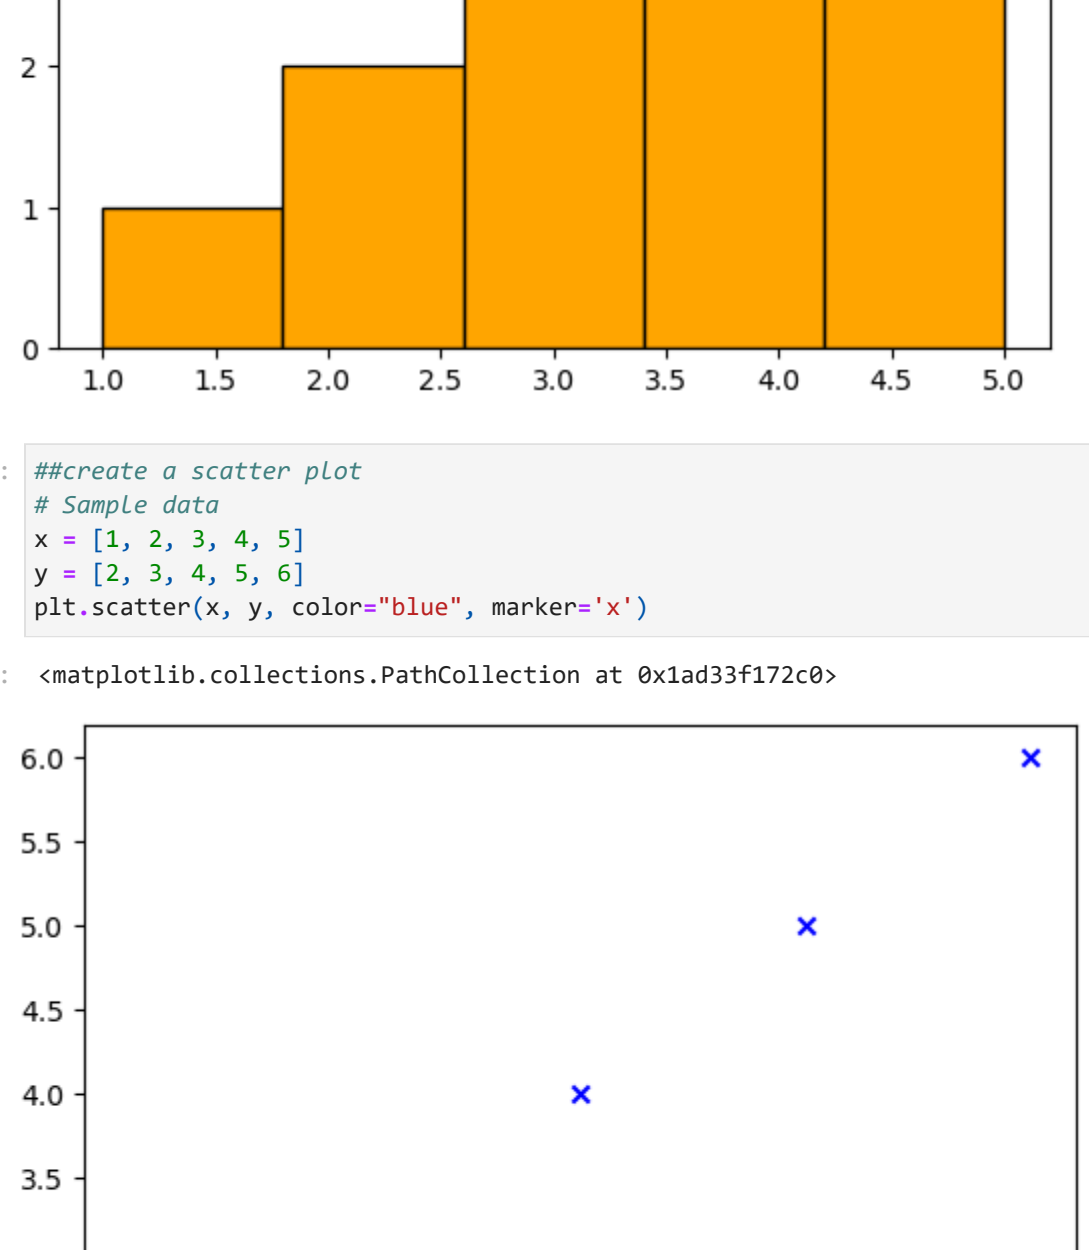 2
1
0
1.0 1.5 2.0 2.5 3.0 3.5 4.0 4.5 5.0
: ##create a scatter plot
# Sample data
x = [1, 2, 3, 4, 5]
y = [2, 3, 4, 5, 6]
plt.scatter(x, y, color="blue", marker='x')
: <matplotlib.collections.PathCollection at 0x1ad33f172c0>
6.0
5.5
5.0
4.5
4.0
3.5